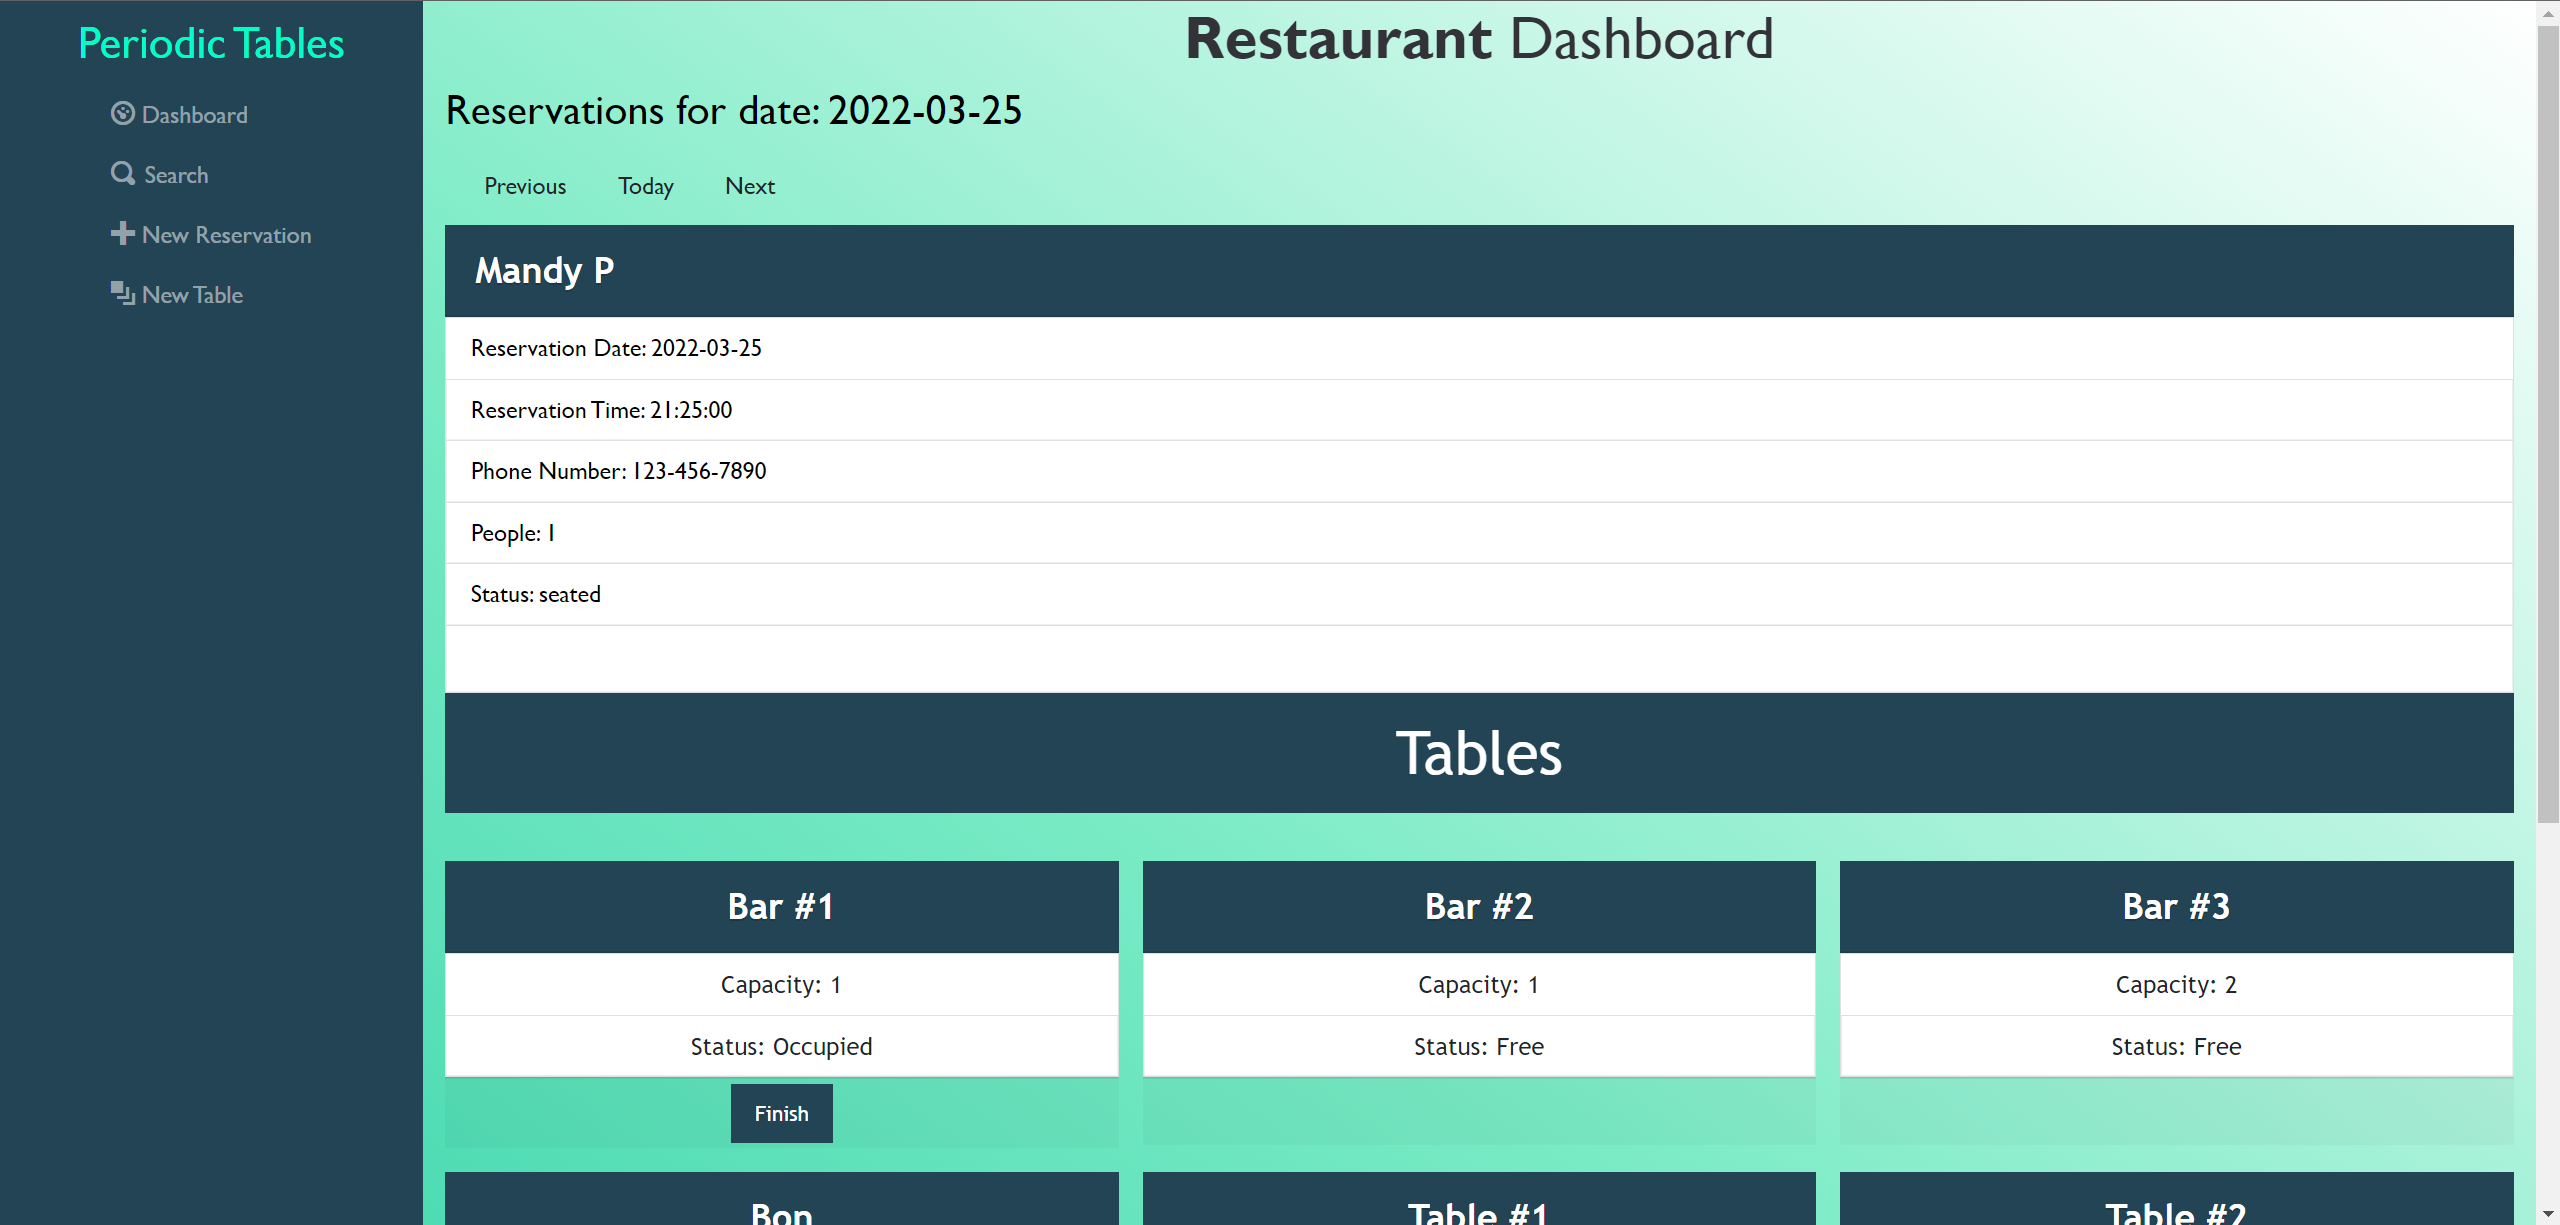 Periodic Tables
Dashboard
Search
New Reservation
New Table
Restaurant Dashboard
Reservations for date: 2022-03-25
Previous Today Next
Mandy P
Reservation Date: 2022-03-25
Reservation Time: 21:25:00
Phone Number: 123-456-7890
People: 1
Status: seated
Tables
Bar #1
Capacity: 1
Status: Occupied
Finish
Bar #2
Capacity: 1
Status: Free
Bar #3
Capacity: 2
Status: Free
Bon
Table #1
Table #2